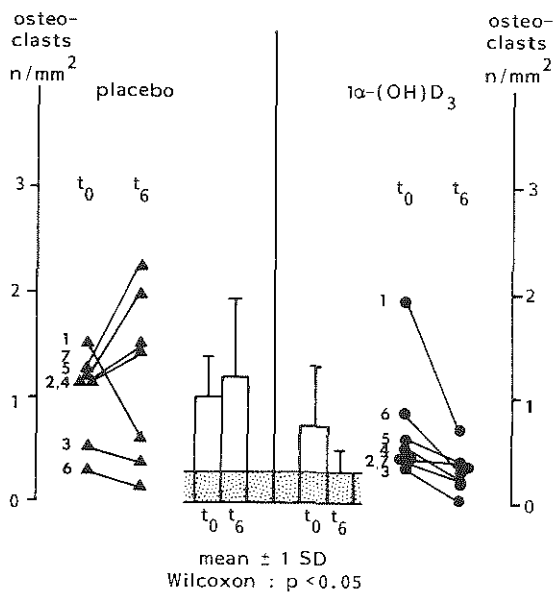 osteo-
clasts
n/mm²
placebo
3
2
1
0
t₀ t₆
1
7
5
2,4
3
6
t₀ t₆
t₀ t₆
mean ± 1 SD
Wilcoxon : p <0.05
osteo-
clasts
n/mm²
1α-(OH)D₃
t₀ t₆
1
6
5
4
2,7
3
3
2
1
0